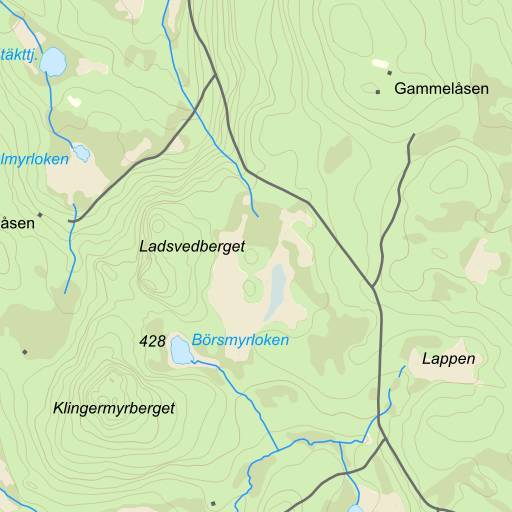 täkttj.
Gammelåsen
lmyrloken
åsen
Ladsvedberget
428
Börsmyrloken
Lappen
Klingermyrberget